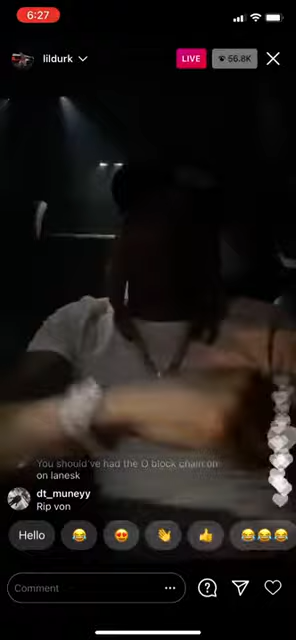 6:27
lildurk
LIVE
56.8K
You should've had the O block chain on
on lanesk
dt_muneyy
Rip von
Hello
Comment